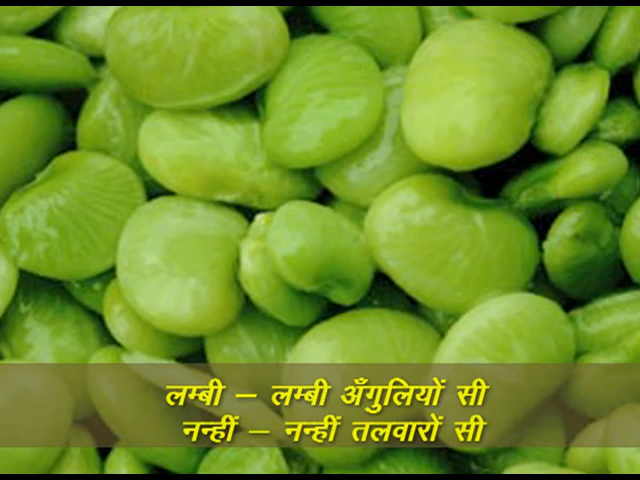 लम्बी – लम्बी अँगुलियों सी
नन्हीं – नन्हीं तलवारों सी